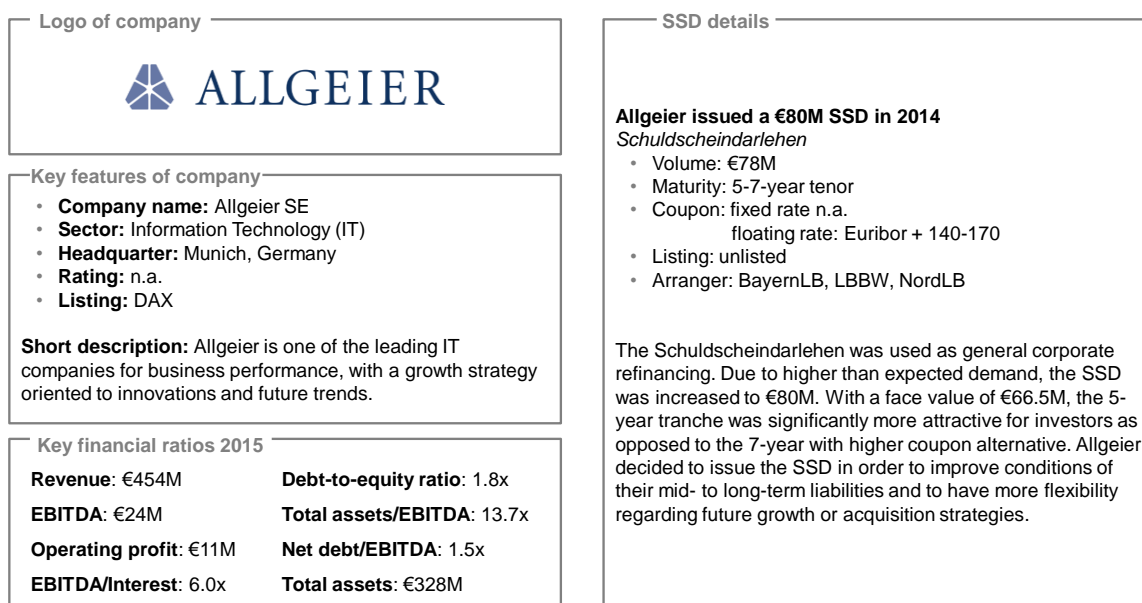 Logo of company
ALLGEIER
Key features of company
• Company name: Allgeier SE
• Sector: Information Technology (IT)
• Headquarter: Munich, Germany
• Rating: n.a.
• Listing: DAX
Short description: Allgeier is one of the leading IT
companies for business performance, with a growth strategy
oriented to innovations and future trends.
Key financial ratios 2015
Revenue: €454M Debt-to-equity ratio: 1.8x
EBITDA: €24M Total assets/EBITDA: 13.7x
Operating profit: €11M Net debt/EBITDA: 1.5x
EBITDA/Interest: 6.0x Total assets: €328M
SSD details
Allgeier issued a €80M SSD in 2014
Schuldscheindarlehen
• Volume: €78M
• Maturity: 5-7-year tenor
• Coupon: fixed rate n.a.
floating rate: Euribor + 140-170
• Listing: unlisted
• Arranger: BayernLB, LBBW, NordLB
The Schuldscheindarlehen was used as general corporate
refinancing. Due to higher than expected demand, the SSD
was increased to €80M. With a face value of €66.5M, the 5-
year tranche was significantly more attractive for investors as
opposed to the 7-year with higher coupon alternative. Allgeier
decided to issue the SSD in order to improve conditions of
their mid- to long-term liabilities and to have more flexibility
regarding future growth or acquisition strategies.